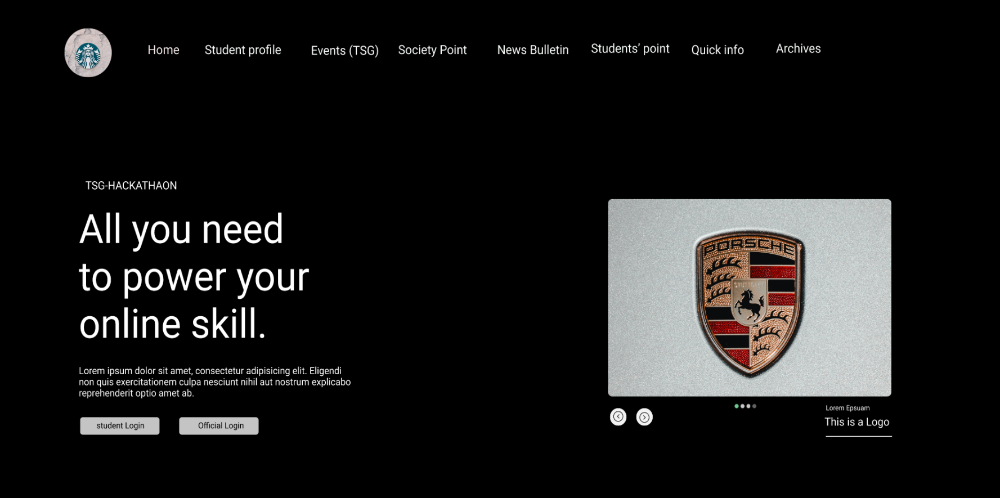 Home Student profile Events (TSG) Society Point News Bulletin Students' point Quick info Archives
TSG-HACKATHAON
All you need
to power your
online skill.
Lorem ipsum dolor sit amet, consectetur adipisicing elit. Eligendi
non quis exercitationem culpa nesciunt nihil aut nostrum explicabo
reprehenderit optio amet ab.
student Login Official Login
PORSCHE
STUTTGART
Lorem Epsuam
This is a Logo